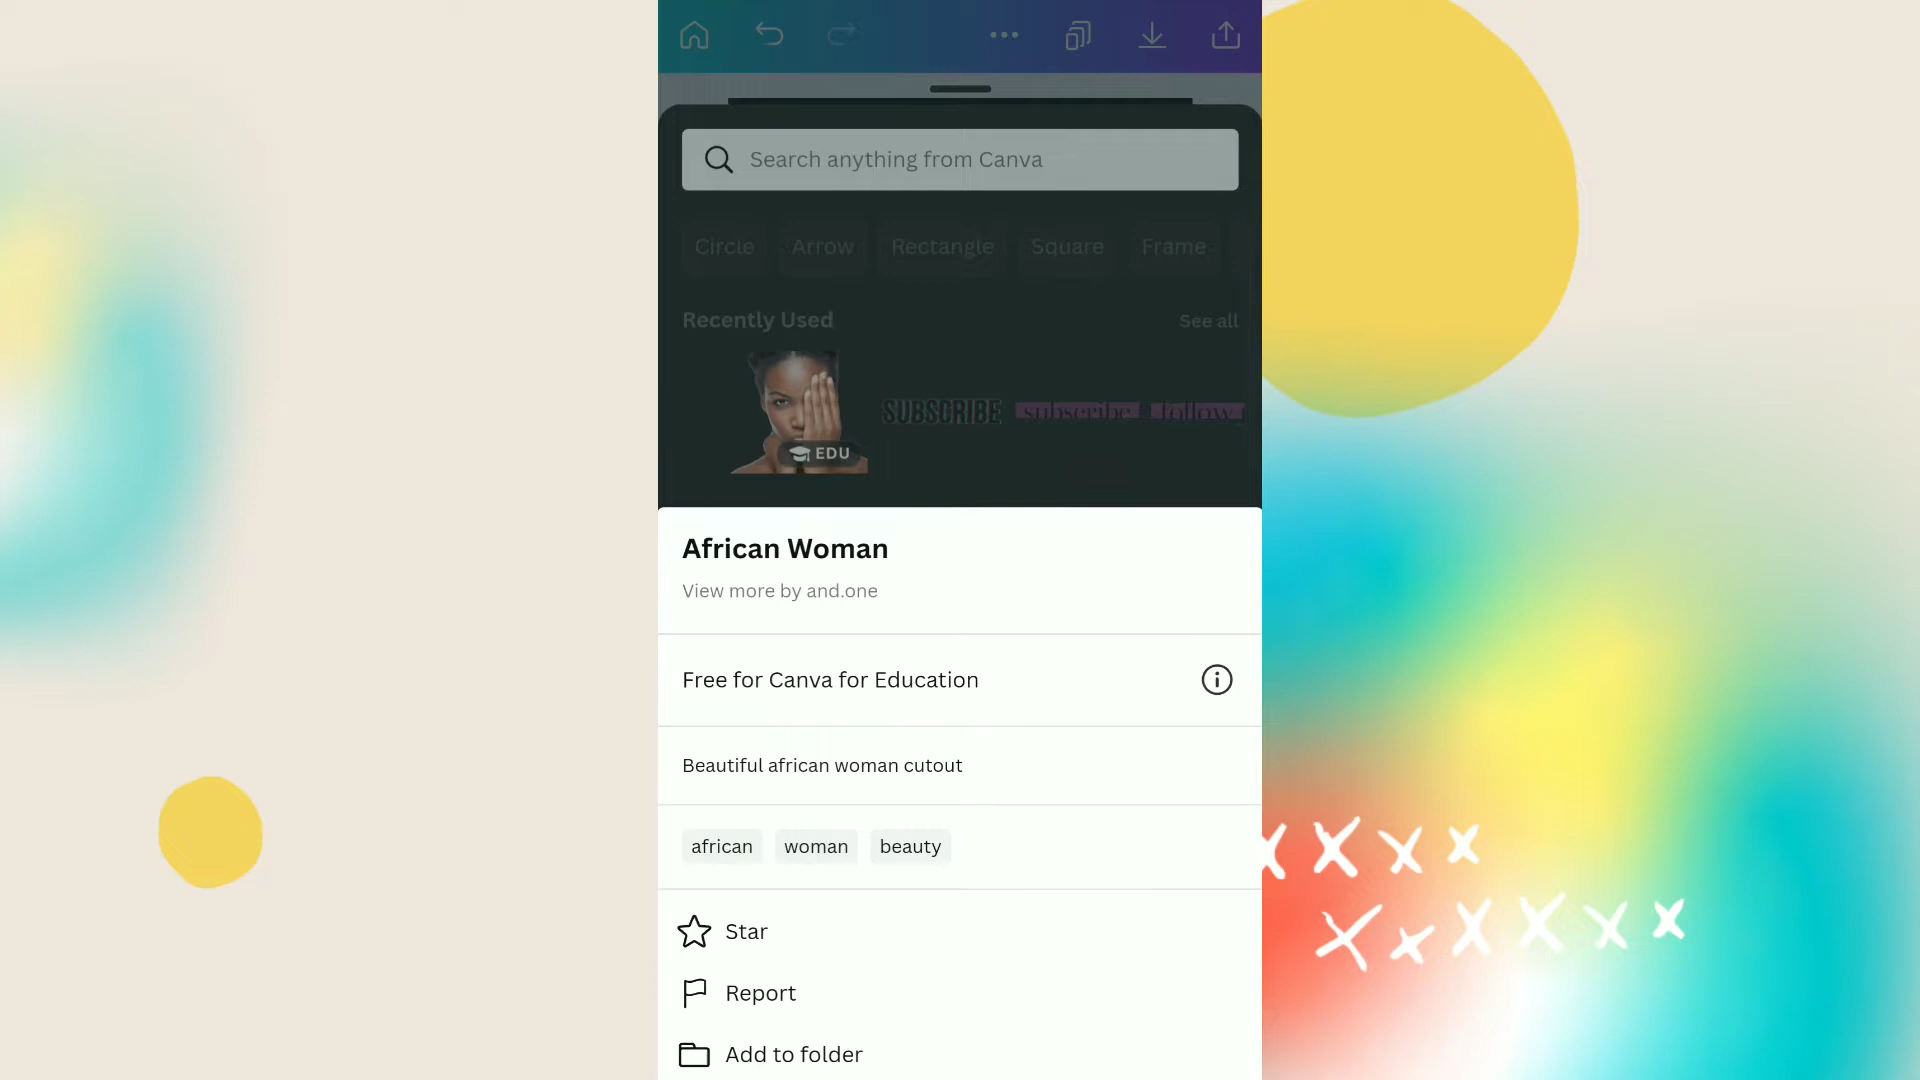 Search anything from Canva
Circle Arrow Rectangle Square Frame
Recently Used See all
EDU SUBSCRIBE subscribe follow
African Woman
View more by and.one
Free for Canva for Education
Beautiful african woman cutout
african woman beauty
Star
Report
Add to folder